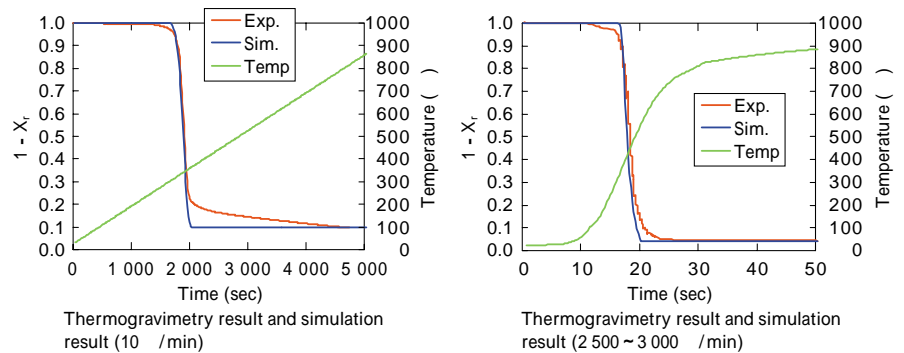 1.0
0.9
0.8
0.7
0.6
0.5
0.4
0.3
0.2
0.1
0.0
1 - Xr
Exp.
Sim.
Temp
1000
900
800
700
600
500
400
300
200
100
0
Temperature ( )
0 1 000 2 000 3 000 4 000 5 000
Time (sec)
Thermogravimetry result and simulation
result (10 /min)
1.0
0.9
0.8
0.7
0.6
0.5
0.4
0.3
0.2
0.1
0.0
1 - Xr
Exp.
Sim.
Temp
1000
900
800
700
600
500
400
300
200
100
0
Temperature ( )
0 10 20 30 40 50
Time (sec)
Thermogravimetry result and simulation
result (2 500 ~ 3 000 /min)